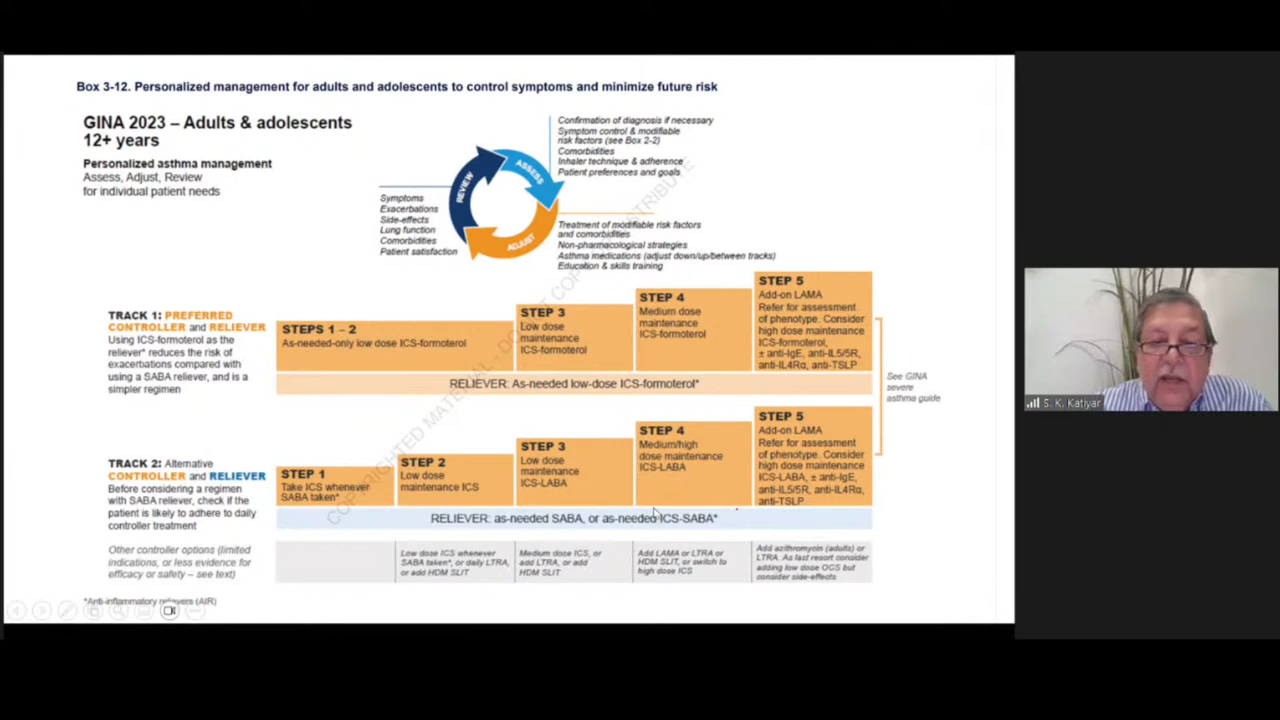 Box 3-12. Personalized management for adults and adolescents to control symptoms and minimize future risk
GINA 2023 – Adults & adolescents
12+ years
Personalized asthma management
Assess, Adjust, Review
for individual patient needs
Confirmation of diagnosis if necessary
Symptom control & modifiable
risk factors (see Box 2-2)
Comorbidities
Inhaler technique & adherence
Patient preferences and goals
REVIEW
ASSESS
ADJUST
Symptoms
Exacerbations
Side-effects
Lung function
Comorbidities
Patient satisfaction
Treatment of modifiable risk factors
and comorbidities
Non-pharmacological strategies
Asthma medications (adjust down/up/between tracks)
Education & skills training
TRACK 1: PREFERRED
CONTROLLER and RELIEVER
Using ICS-formoterol as the
reliever* reduces the risk of
exacerbations compared with
using a SABA reliever, and is a
simpler regimen
STEPS 1 – 2
As-needed-only low dose ICS-formoterol
STEP 3
Low dose
maintenance
ICS-formoterol
STEP 4
Medium dose
maintenance
ICS-formoterol
STEP 5
Add-on LAMA
Refer for assessment
of phenotype. Consider
high dose maintenance
ICS-formoterol,
± anti-IgE, anti-IL5/5R,
anti-IL4Rα, anti-TSLP
RELIEVER: As-needed low-dose ICS-formoterol*
See GINA
severe
asthma guide
TRACK 2: Alternative
CONTROLLER and RELIEVER
Before considering a regimen
with SABA reliever, check if the
patient is likely to adhere to daily
controller treatment
STEP 1
Take ICS whenever
SABA taken*
STEP 2
Low dose
maintenance ICS
STEP 3
Low dose
maintenance
ICS-LABA
STEP 4
Medium/high
dose maintenance
ICS-LABA
STEP 5
Add-on LAMA
Refer for assessment
of phenotype. Consider
high dose maintenance
ICS-LABA, ± anti-IgE,
anti-IL5/5R, anti-IL4Rα,
anti-TSLP
RELIEVER: as-needed SABA, or as-needed ICS-SABA*
Other controller options (limited
indications, or less evidence for
efficacy or safety – see text)
Low dose ICS whenever
SABA taken*, or daily LTRA,
or add HDM SLIT
Medium dose ICS, or
add LTRA, or add
HDM SLIT
Add LAMA or LTRA or
HDM SLIT, or switch to
high dose ICS
Add azithromycin (adults) or
LTRA. As last resort consider
adding low dose OCS but
consider side-effects
*Anti-inflammatory relievers (AIR)
COPYRIGHTED MATERIAL - DO NOT COPY OR DISTRIBUTE
S. K. Katiyar